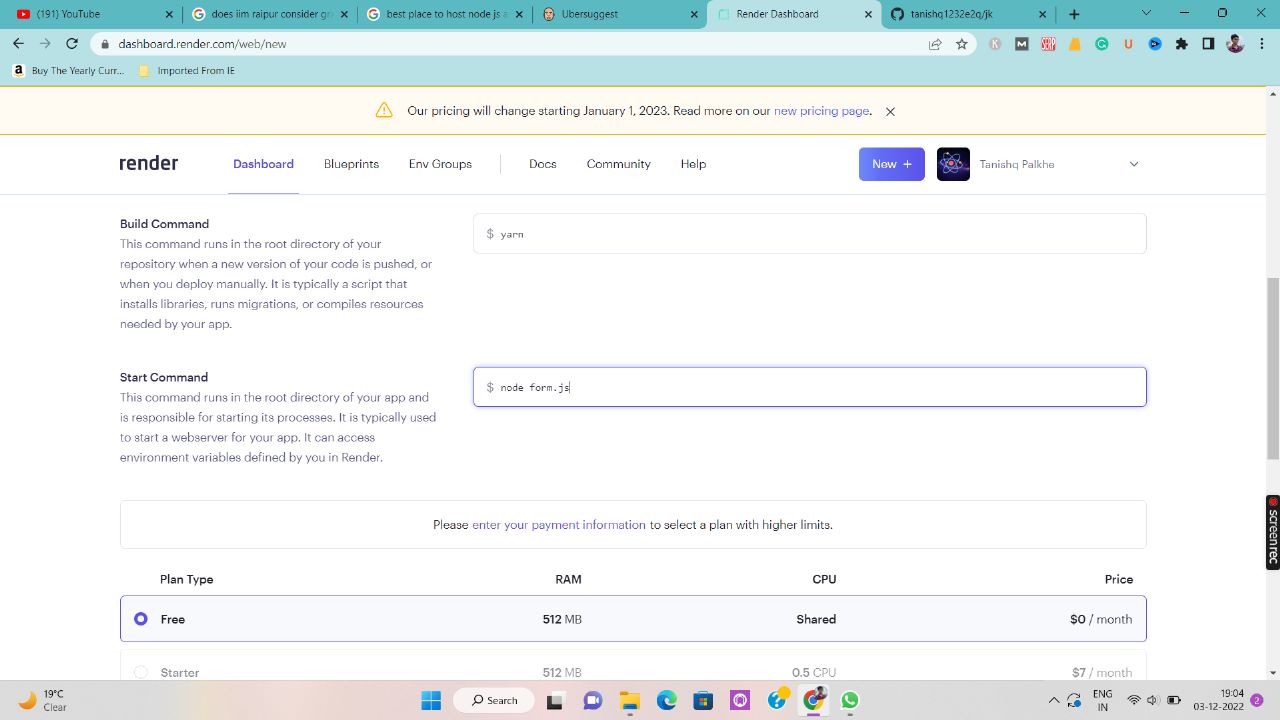 (191) YouTube
does iim raipur consider gr
best place to host node js a
Ubersuggest
Render Dashboard
tanishq1232e2q/jk
dashboard.render.com/web/new
Buy The Yearly Curr...
Imported From IE
Our pricing will change starting January 1, 2023. Read more on our new pricing page.
render
Dashboard
Blueprints
Env Groups
Docs
Community
Help
New +
Tanishq Palkhe
Build Command
This command runs in the root directory of your
repository when a new version of your code is pushed, or
when you deploy manually. It is typically a script that
installs libraries, runs migrations, or compiles resources
needed by your app.
$ yarn
Start Command
This command runs in the root directory of your app and
is responsible for starting its processes. It is typically used
to start a webserver for your app. It can access
environment variables defined by you in Render.
$ node form.js
Please enter your payment information to select a plan with higher limits.
Plan Type RAM CPU Price
Free 512 MB Shared $0 / month
Starter 512 MB 0.5 CPU $7 / month
screenrec
19°C
Clear
Search
ENG
IN
19:04
03-12-2022
2